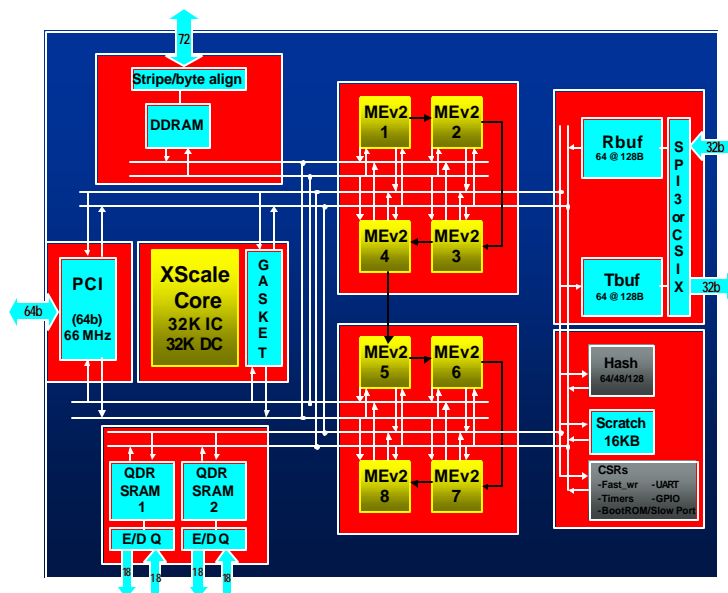 72
Stripe/byte align
DDRAM
MEv2
1
MEv2
2
MEv2
4
MEv2
3
Rbuf
64 @ 128B
Tbuf
64 @ 128B
SPI3 or CSIX
32b
32b
64b
PCI
(64b)
66 MHz
XScale
Core
32K IC
32K DC
GASKET
MEv2
5
MEv2
6
MEv2
8
MEv2
7
Hash
64/48/128
Scratch
16KB
CSRs
-Fast_wr -UART
-Timers -GPIO
-BootROM/Slow Port
QDR
SRAM
1
QDR
SRAM
2
E/D Q
E/D Q
18
18
18
18